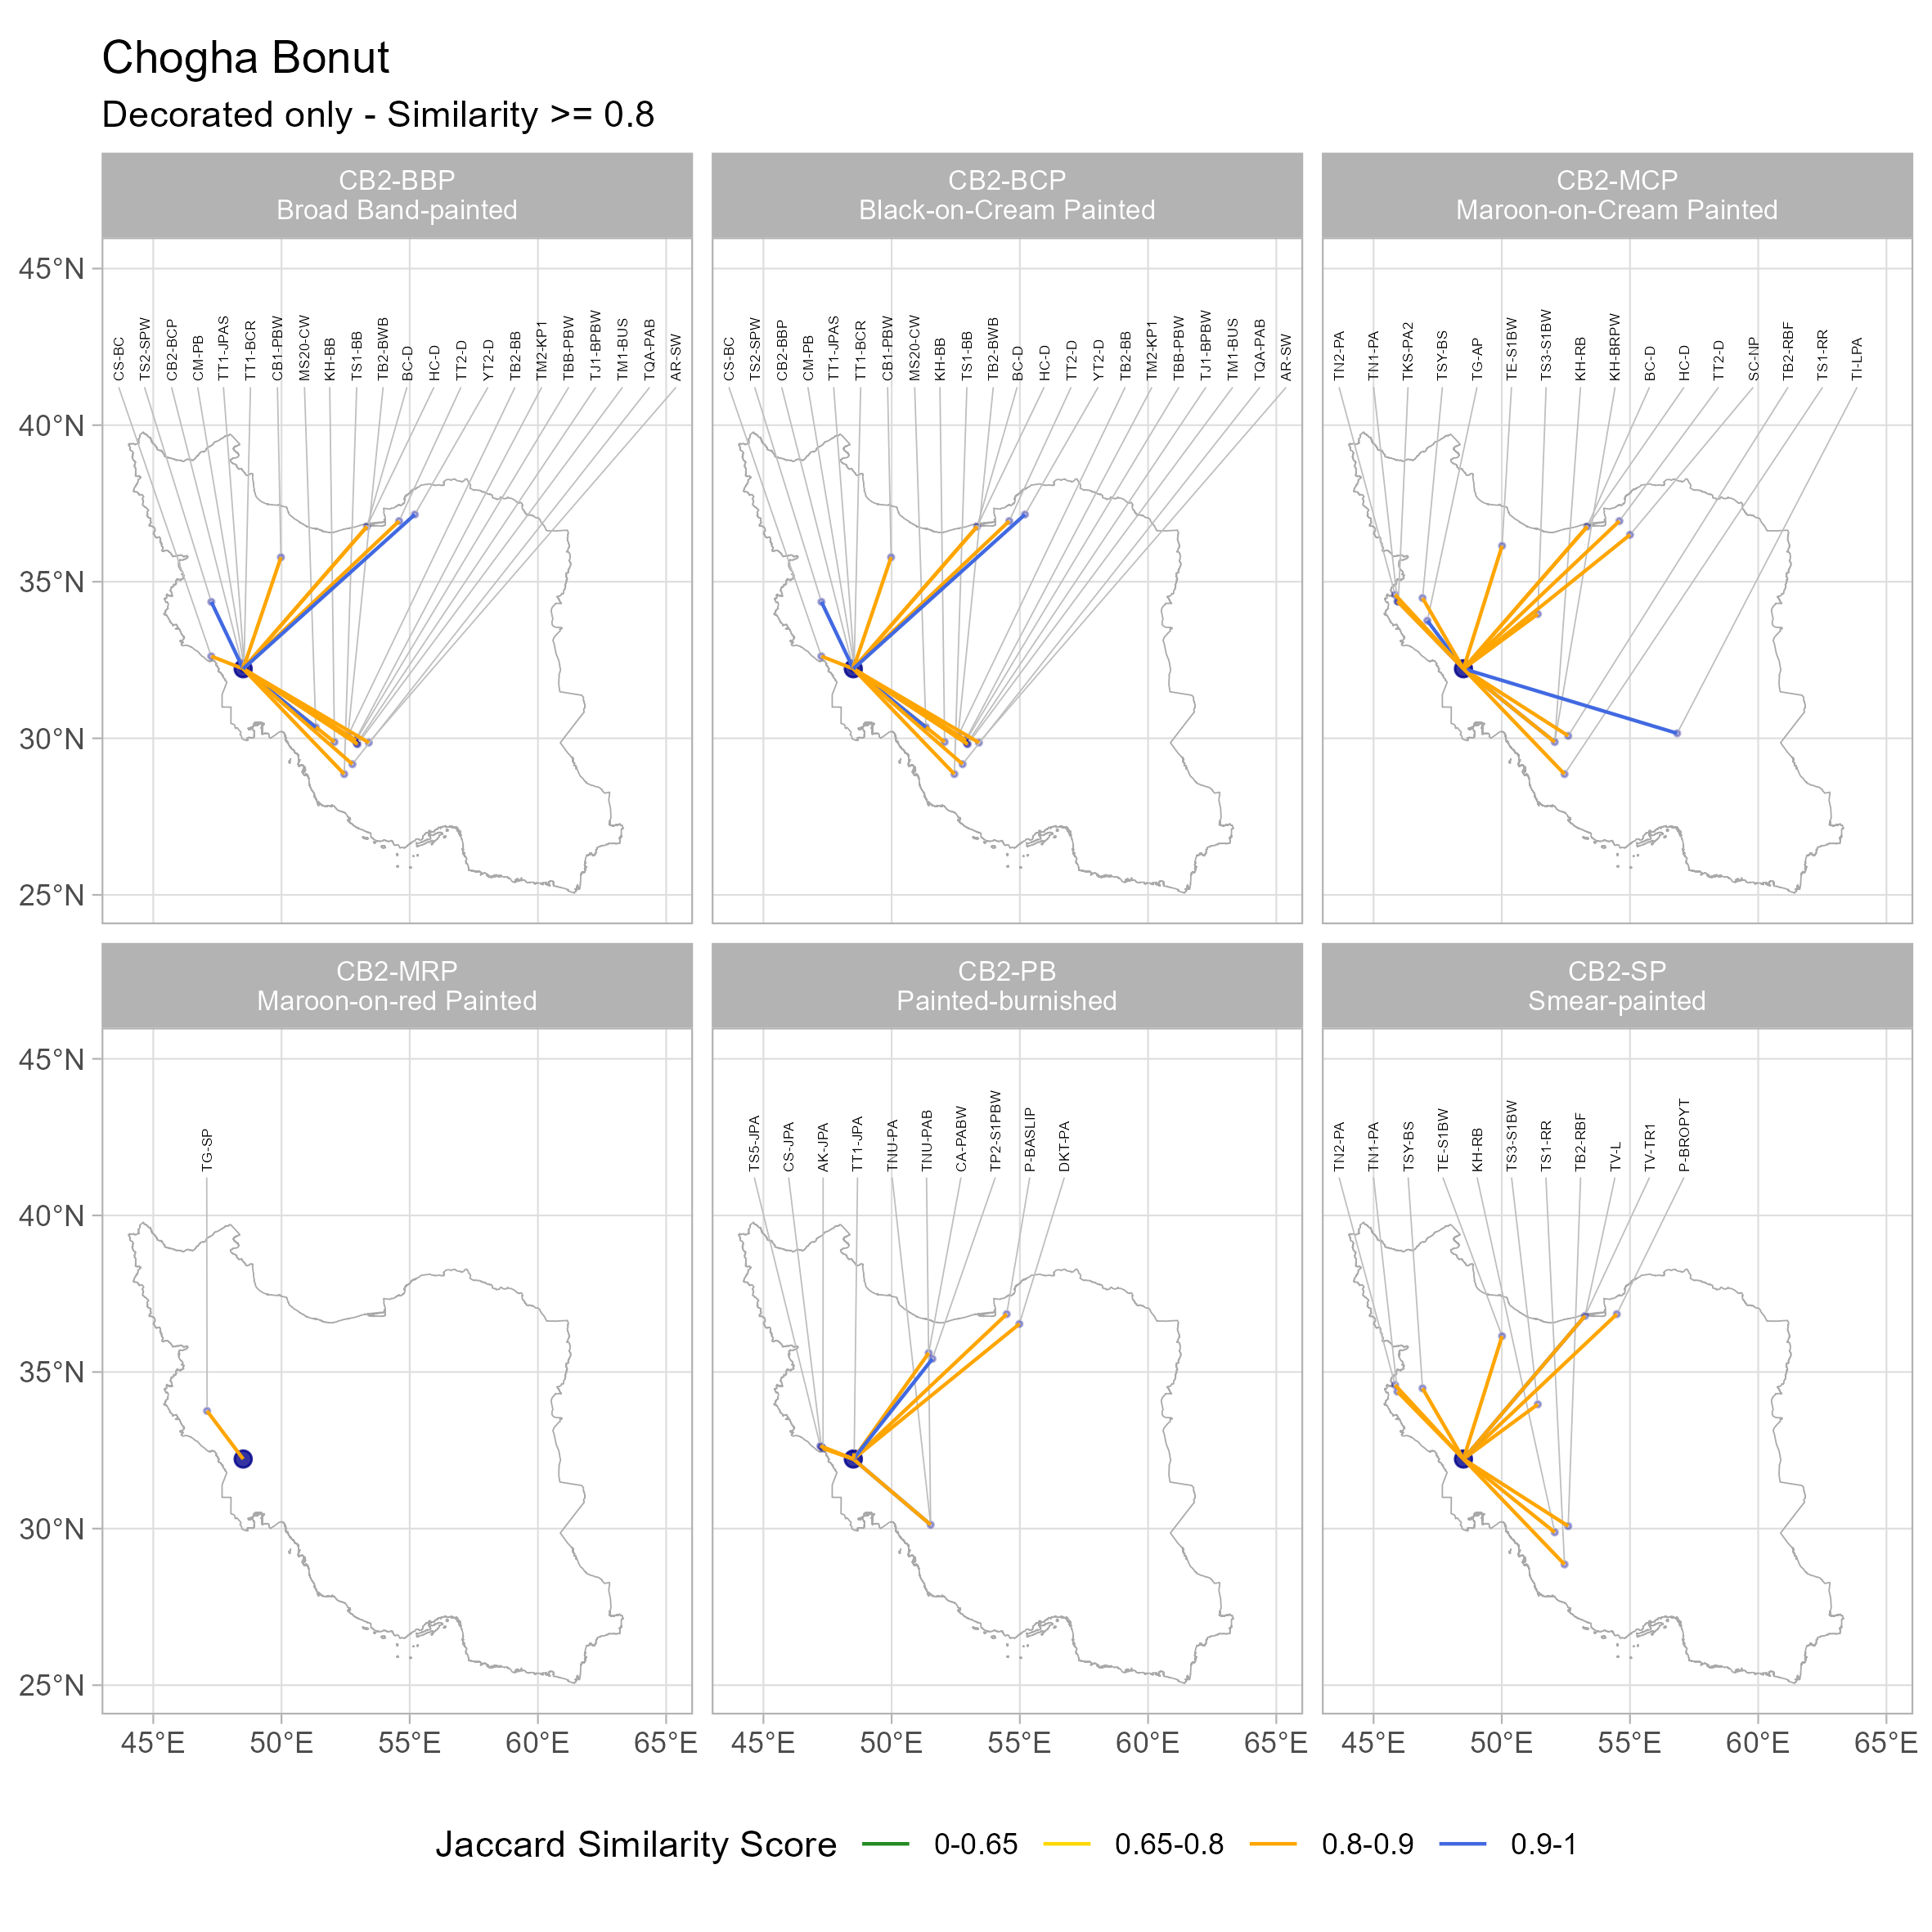 Chogha Bonut
Decorated only - Similarity >= 0.8
CB2-BBP
Broad Band-painted
CB2-BCP
Black-on-Cream Painted
CB2-MCP
Maroon-on-Cream Painted
45°N
40°N
35°N
30°N
25°N
CS-BC
TS2-SPW
CB2-BCP
CM-PB
TT1-JPAS
TT1-BCR
CB1-PBW
MS20-CW
KH-BB
TS1-BB
TB2-BWB
BC-D
HC-D
TT2-D
YT2-D
TB2-BB
TM2-KP1
TBB-PBW
TJ1-BPBW
TM1-BUS
TQA-PAB
AR-SW
CS-BC
TS2-SPW
CB2-BBP
CM-PB
TT1-JPAS
TT1-BCR
CB1-PBW
MS20-CW
KH-BB
TS1-BB
TB2-BWB
BC-D
HC-D
TT2-D
YT2-D
TB2-BB
TM2-KP1
TBB-PBW
TJ1-BPBW
TM1-BUS
TQA-PAB
AR-SW
TN2-PA
TN1-PA
TKS-PA2
TSY-BS
TG-AP
TE-S1BW
TS3-S1BW
KH-RB
KH-BRPW
BC-D
HC-D
TT2-D
SC-NP
TB2-RBF
TS1-RR
TI-LPA
CB2-MRP
Maroon-on-red Painted
CB2-PB
Painted-burnished
CB2-SP
Smear-painted
45°N
40°N
35°N
30°N
25°N
TG-SP
TS5-JPA
CS-JPA
AK-JPA
TT1-JPA
TNU-PA
TNU-PAB
CA-PABW
TP2-S1PBW
P-BASLIP
DKT-PA
TN2-PA
TN1-PA
TSY-BS
TE-S1BW
KH-RB
TS3-S1BW
TS1-RR
TB2-RBF
TV-L
TV-TR1
P-BROPYT
45°E 50°E 55°E 60°E 65°E
45°E 50°E 55°E 60°E 65°E
45°E 50°E 55°E 60°E 65°E
Jaccard Similarity Score 0-0.65 0.65-0.8 0.8-0.9 0.9-1